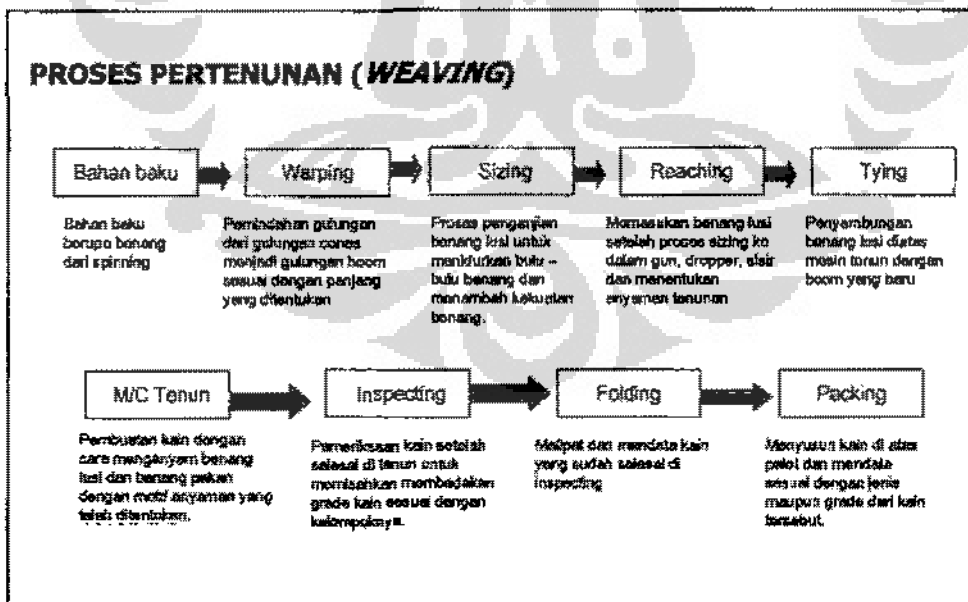 PROSES PERTENUNAN (WEAVING)
Bahan baku
Warping
Sizing
Reaching
Tying
Bahan baku
berupa benang
dari spinning
Pemindahan gulungan
dari gulungan cones
menjadi gulungan boom
sesuai dengan panjang
yang ditentukan
Proses penganjian
benang lusi untuk
menidurkan bulu –
bulu benang dan
menambah kekuatan
benang.
Memasukan benang lusi
setelah proses sizing ke
dalam gun, dropper, sisir
dan menentukan
anyaman tenunan
Penyambungan
benang lusi diatas
mesin tenun dengan
boom yang baru
M/C Tenun
Inspecting
Folding
Packing
Pembuatan kain dengan
cara menganyam benang
lusi dan benang pakan
dengan motif anyaman yang
telah ditentukan.
Pemeriksaan kain setelah
selesai di tenun untuk
memisahkan membedakan
grade kain sesuai dengan
kelompoknya.
Melipat dan mendata kain
yang sudah selesai di
inspecting
Menyusun kain di atas
palet dan mendata
sesuai dengan jenis
maupun grade dari kain
tersebut.